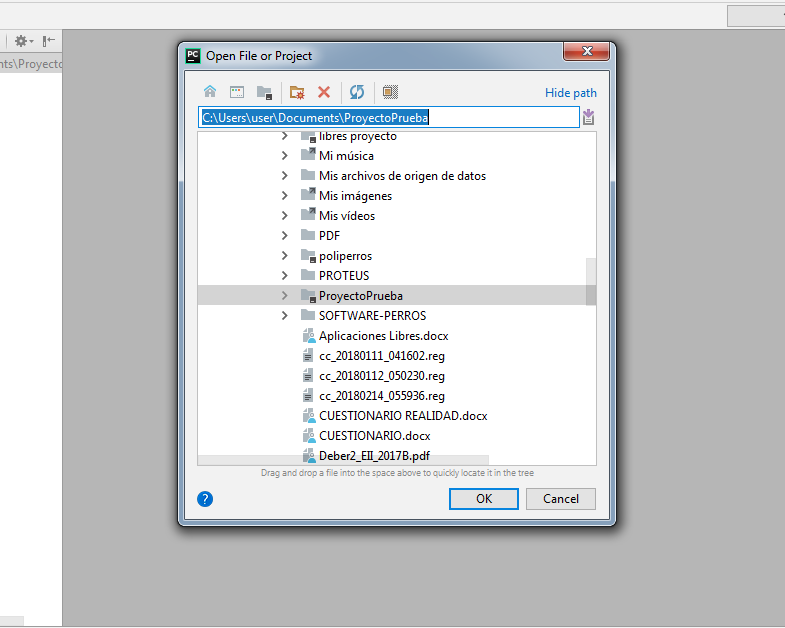 PC Open File or Project
nts\Proyecto
Hide path
C:\Users\user\Documents\ProyectoPrueba
libres proyecto
Mi música
Mis archivos de origen de datos
Mis imágenes
Mis vídeos
PDF
poliperros
PROTEUS
ProyectoPrueba
SOFTWARE-PERROS
Aplicaciones Libres.docx
cc_20180111_041602.reg
cc_20180112_050230.reg
cc_20180214_055936.reg
CUESTIONARIO REALIDAD.docx
CUESTIONARIO.docx
Deber2_EII_2017B.pdf
Drag and drop a file into the space above to quickly locate it in the tree
? OK Cancel